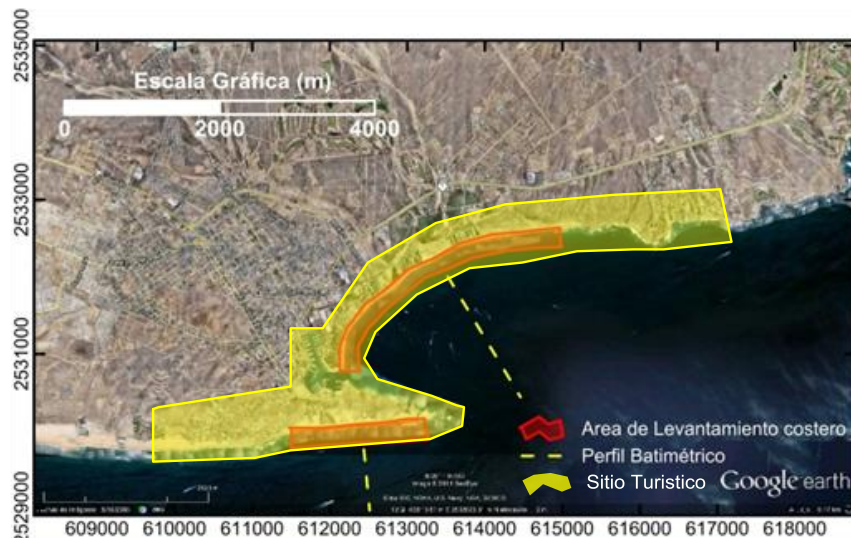 2535000
2533000
2531000
2529000
Escala Gráfica (m)
0 2000 4000
Area de Levantamiento costero
Perfil Batimétrico
Sitio Turistico
Google earth
609000 610000 611000 612000 613000 614000 615000 616000 617000 618000